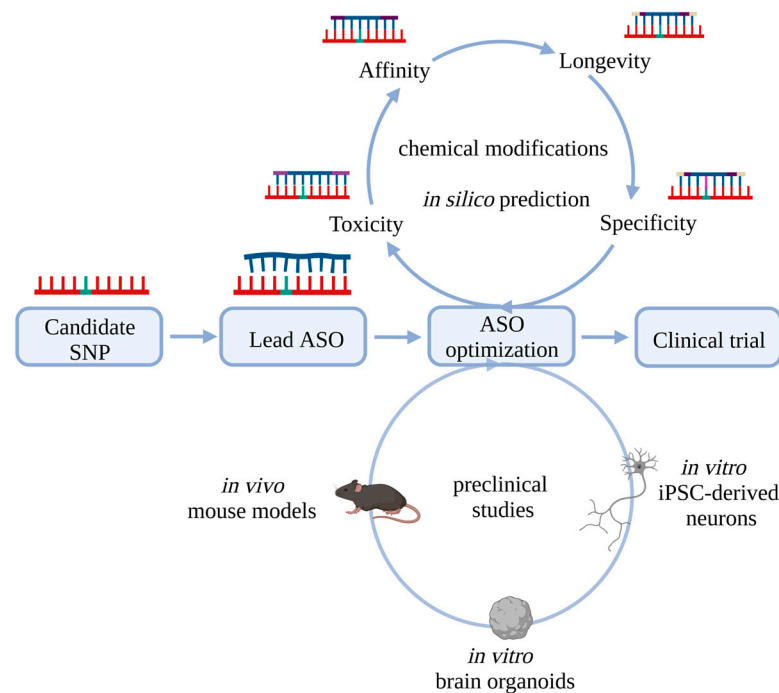 Affinity
Longevity
chemical modifications
in silico prediction
Toxicity
Specificity
Candidate
SNP
Lead ASO
ASO
optimization
Clinical trial
in vivo
mouse models
preclinical
studies
in vitro
iPSC-derived
neurons
in vitro
brain organoids